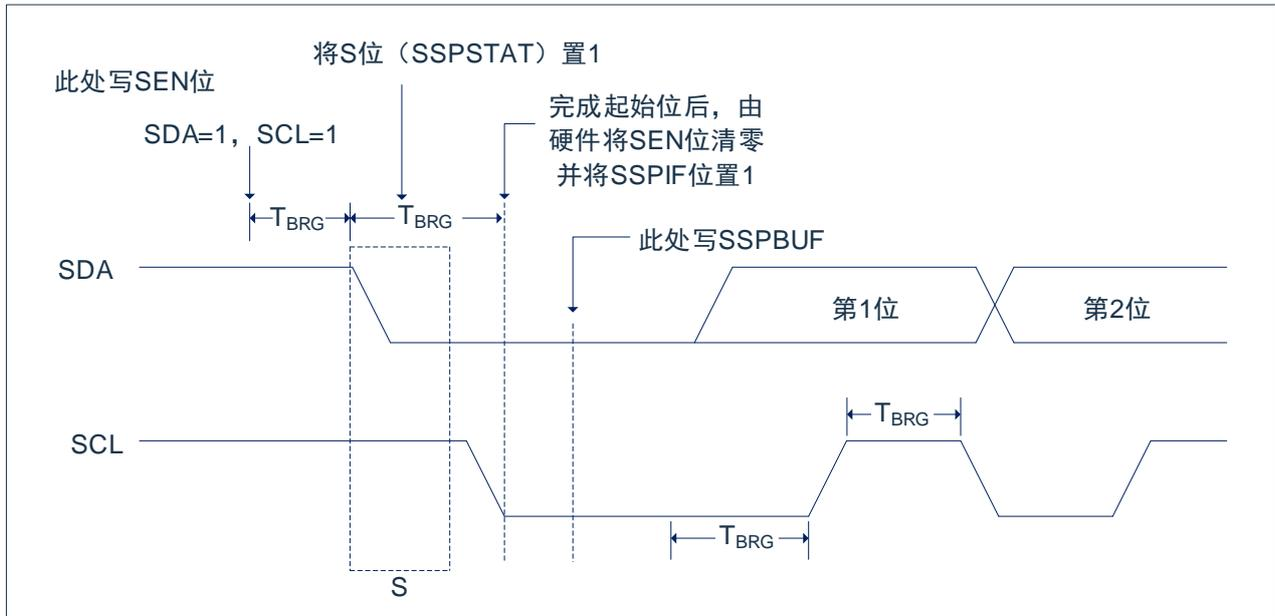 将S位（SSPSTAT）置1
此处写SEN位
SDA=1，SCL=1
完成起始位后，由
硬件将SEN位清零
并将SSPIF位置1
TBRG
TBRG
此处写SSPBUF
SDA
第1位
第2位
TBRG
SCL
TBRG
S